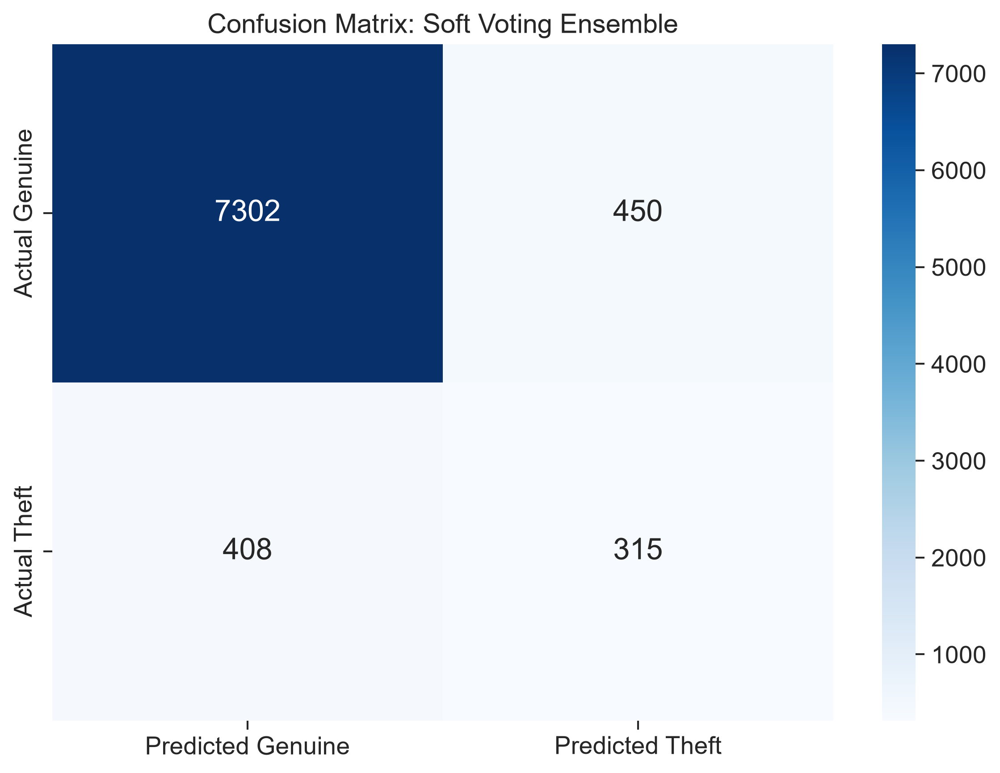 Confusion Matrix: Soft Voting Ensemble
Actual Genuine
7302
450
Actual Theft
408
315
Predicted Genuine
Predicted Theft
7000
6000
5000
4000
3000
2000
1000